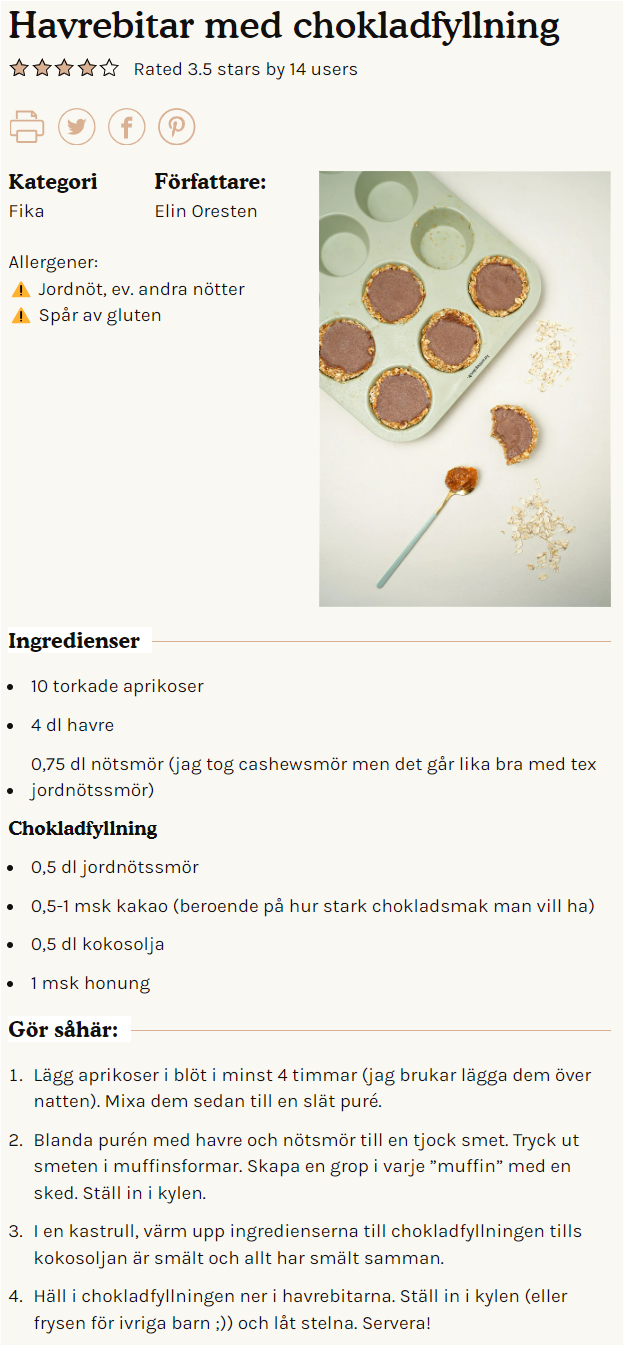 Havrebitar med chokladfyllning
Rated 3.5 stars by 14 users
Kategori
Fika
Författare:
Elin Oresten
Allergener:
⚠️ Jordnöt, ev. andra nötter
⚠️ Spår av gluten
Ingredienser
• 10 torkade aprikoser
• 4 dl havre
0,75 dl nötsmör (jag tog cashewsmör men det går lika bra med tex
• jordnötssmör)
Chokladfyllning
• 0,5 dl jordnötssmör
• 0,5-1 msk kakao (beroende på hur stark chokladsmak man vill ha)
• 0,5 dl kokosolja
• 1 msk honung
Gör såhär:
1. Lägg aprikoser i blöt i minst 4 timmar (jag brukar lägga dem över
natten). Mixa dem sedan till en slät puré.
2. Blanda purén med havre och nötsmör till en tjock smet. Tryck ut
smeten i muffinsformar. Skapa en grop i varje ”muffin” med en
sked. Ställ in i kylen.
3. I en kastrull, värm upp ingredienserna till chokladfyllningen tills
kokosoljan är smält och allt har smält samman.
4. Häll i chokladfyllningen ner i havrebitarna. Ställ in i kylen (eller
frysen för ivriga barn ;)) och låt stelna. Servera!